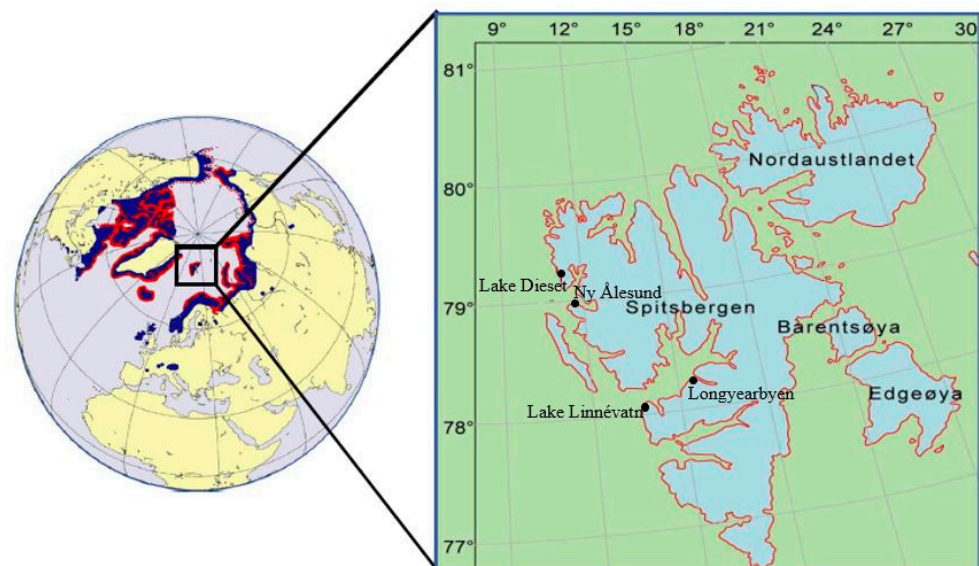 9° 12° 15° 18° 21° 24° 27° 30
81°
Nordaustlandet
80°
Lake Dieset
Ny Ålesund
79°
Spitsbergen
Barentsøya
Longyearbyen
Edgeøya
Lake Linnévatn
78°
77°